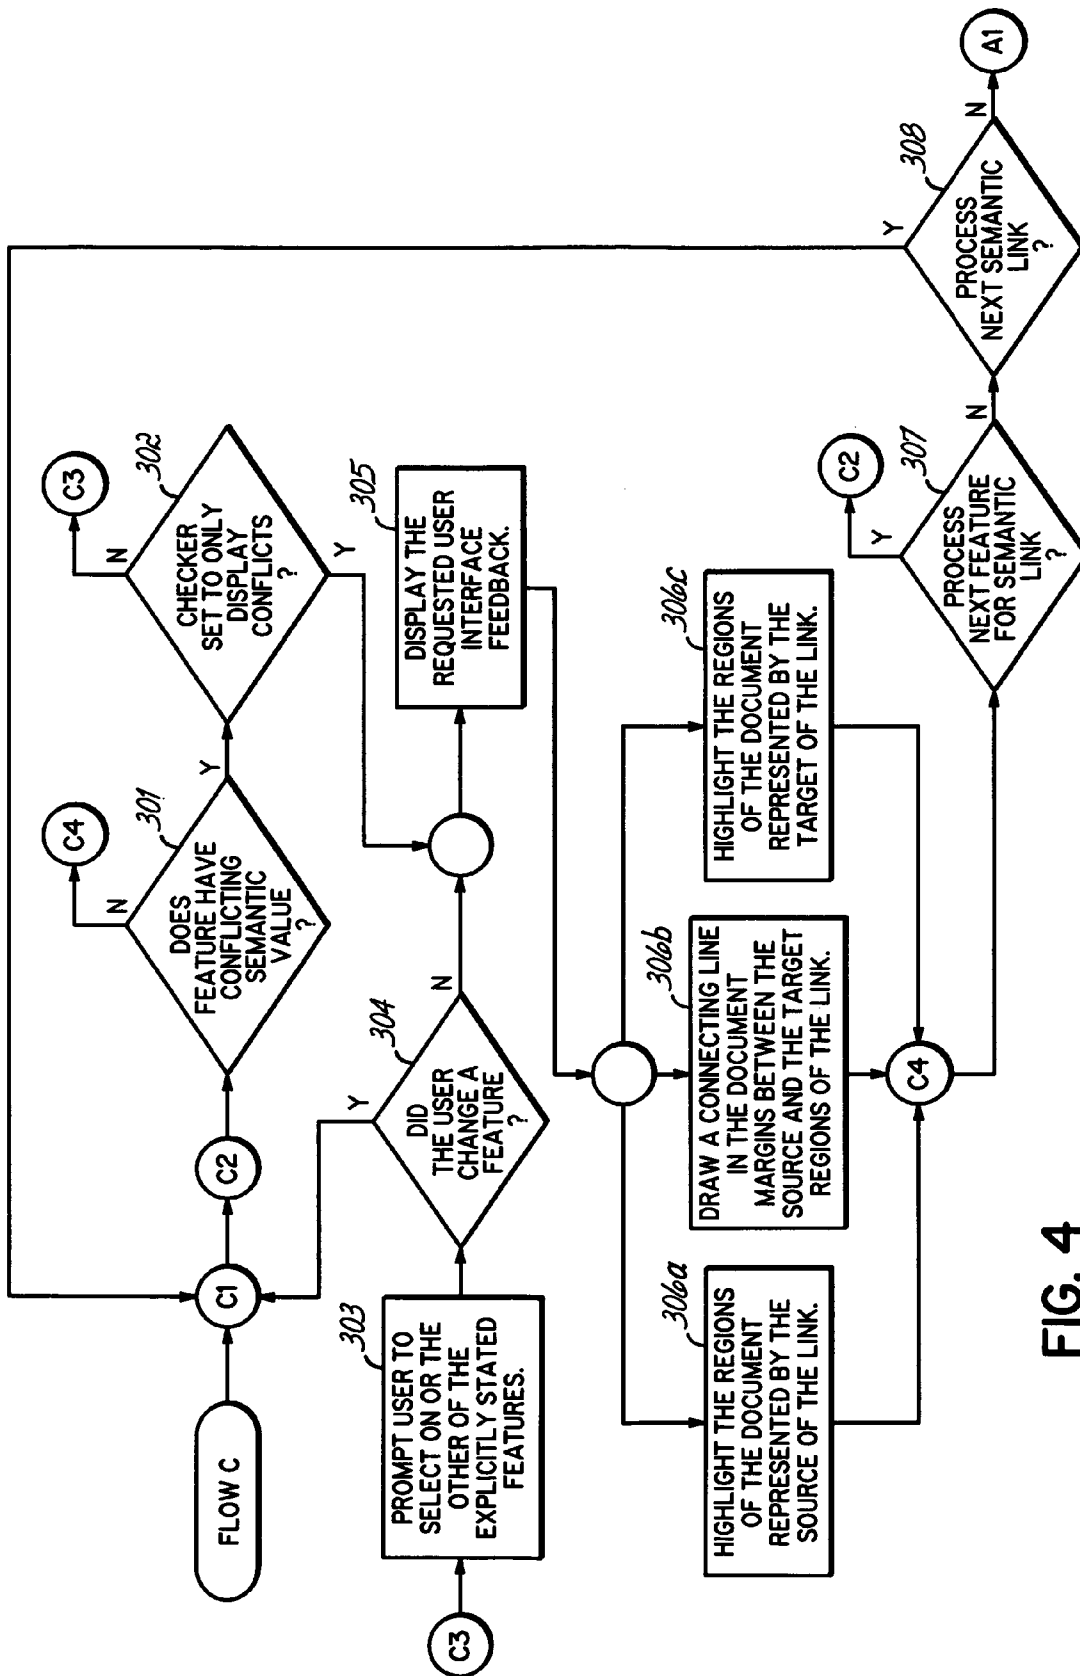 FLOW C
C1
C2
301
DOES
FEATURE HAVE
CONFLICTING
SEMANTIC
VALUE
?
N
C4
Y
302
CHECKER
SET TO ONLY
DISPLAY
CONFLICTS
?
N
C3
Y
C3
303
PROMPT USER TO
SELECT ON OR THE
OTHER OF THE
EXPLICITLY STATED
FEATURES.
304
DID
THE USER
CHANGE A
FEATURE
?
Y
N
305
DISPLAY THE
REQUESTED USER
INTERFACE
FEEDBACK.
306a
HIGHLIGHT THE REGIONS
OF THE DOCUMENT
REPRESENTED BY THE
SOURCE OF THE LINK.
306b
DRAW A CONNECTING LINE
IN THE DOCUMENT
MARGINS BETWEEN THE
SOURCE AND THE TARGET
REGIONS OF THE LINK.
306c
HIGHLIGHT THE REGIONS
OF THE DOCUMENT
REPRESENTED BY THE
TARGET OF THE LINK.
C4
307
PROCESS
NEXT FEATURE
FOR SEMANTIC
LINK
?
Y
C2
N
308
PROCESS
NEXT SEMANTIC
LINK
?
Y
N
A1
FIG. 4